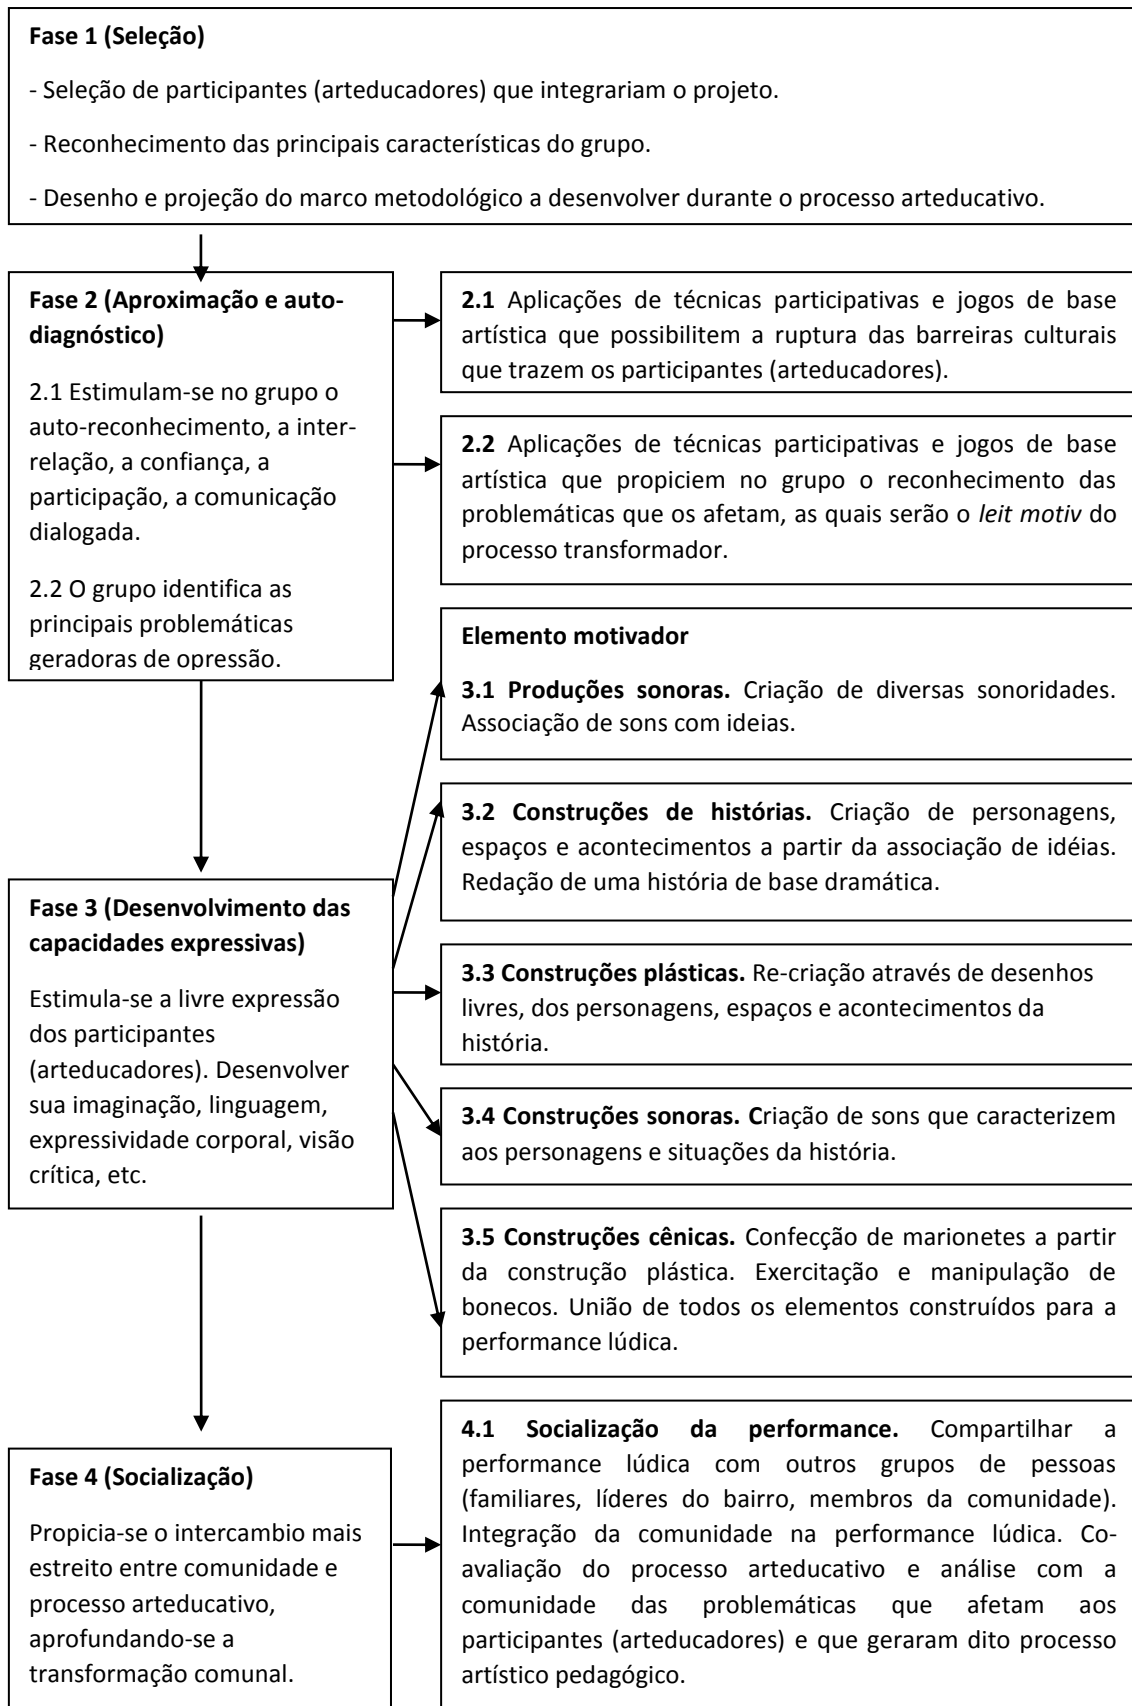 Fase 1 (Seleção)
- Seleção de participantes (arteducadores) que integrariam o projeto.
- Reconhecimento das principais características do grupo.
- Desenho e projeção do marco metodológico a desenvolver durante o processo arteducativo.
Fase 2 (Aproximação e auto-
diagnóstico)
2.1 Estimulam-se no grupo o
auto-reconhecimento, a inter-
relação, a confiança, a
participação, a comunicação
dialogada.
2.2 O grupo identifica as
principais problemáticas
geradoras de opressão.
2.1 Aplicações de técnicas participativas e jogos de base
artística que possibilitem a ruptura das barreiras culturais
que trazem os participantes (arteducadores).
2.2 Aplicações de técnicas participativas e jogos de base
artística que propiciem no grupo o reconhecimento das
problemáticas que os afetam, as quais serão o leit motiv do
processo transformador.
Elemento motivador
3.1 Produções sonoras. Criação de diversas sonoridades.
Associação de sons com ideias.
3.2 Construções de histórias. Criação de personagens,
espaços e acontecimentos a partir da associação de idéias.
Redação de uma história de base dramática.
Fase 3 (Desenvolvimento das
capacidades expressivas)
Estimula-se a livre expressão
dos participantes
(arteducadores). Desenvolver
sua imaginação, linguagem,
expressividade corporal, visão
crítica, etc.
3.3 Construções plásticas. Re-criação através de desenhos
livres, dos personagens, espaços e acontecimentos da
história.
3.4 Construções sonoras. Criação de sons que caracterizem
aos personagens e situações da história.
3.5 Construções cênicas. Confecção de marionetes a partir
da construção plástica. Exercitação e manipulação de
bonecos. União de todos os elementos construídos para a
performance lúdica.
Fase 4 (Socialização)
Propicia-se o intercambio mais
estreito entre comunidade e
processo arteducativo,
aprofundando-se a
transformação comunal.
4.1 Socialização da performance. Compartilhar a
performance lúdica com outros grupos de pessoas
(familiares, líderes do bairro, membros da comunidade).
Integração da comunidade na performance lúdica. Co-
avaliação do processo arteducativo e análise com a
comunidade das problemáticas que afetam aos
participantes (arteducadores) e que geraram dito processo
artístico pedagógico.